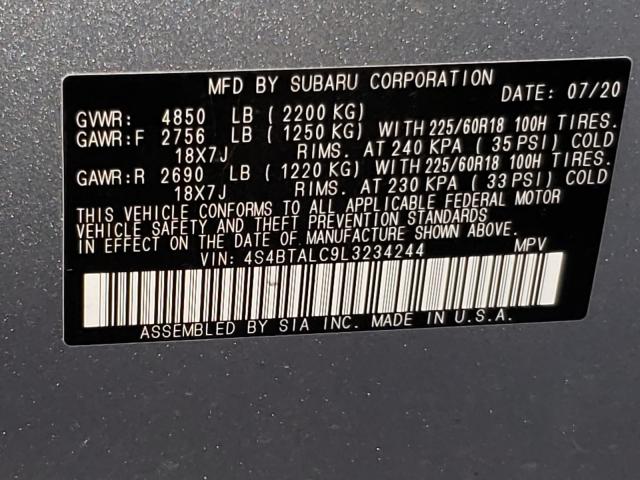 MFD BY SUBARU CORPORATION
DATE: 07/20
GVWR: 4850 LB ( 2200 KG)
GAWR:F 2756 LB ( 1250 KG) WITH 225/60R18 100H TIRES.
18X7J RIMS. AT 240 KPA ( 35 PSI) COLD
GAWR:R 2690 LB ( 1220 KG) WITH 225/60R18 100H TIRES.
18X7J RIMS. AT 230 KPA ( 33 PSI) COLD
THIS VEHICLE CONFORMS TO ALL APPLICABLE FEDERAL MOTOR
VEHICLE SAFETY AND THEFT PREVENTION STANDARDS
IN EFFECT ON THE DATE OF MANUFACTURE SHOWN ABOVE.
VIN: 4S4BTALC9L3234244 MPV
ASSEMBLED BY SIA INC. MADE IN U.S.A.